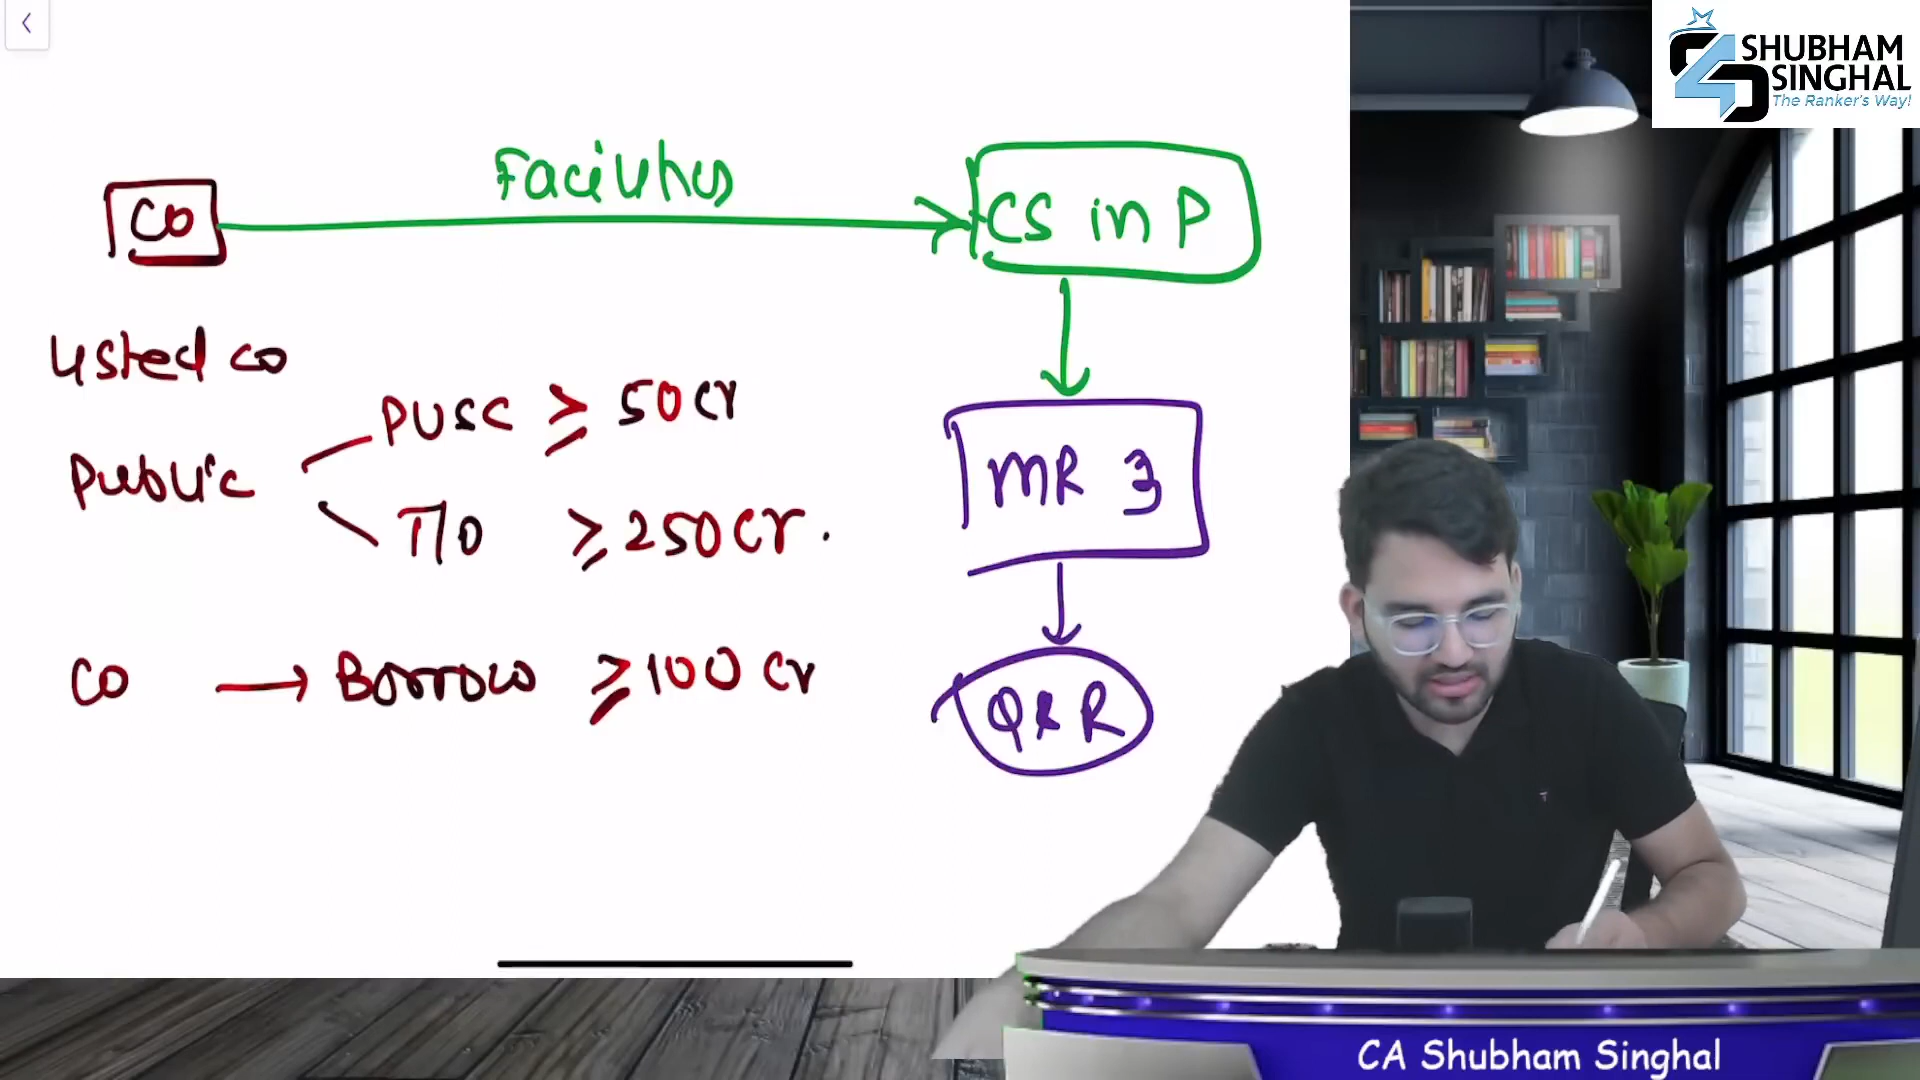 SHUBHAM
SINGHAL
The Ranker's Way!
Facilities
CO
CS in P
Listed co
PUSC ≥ 50 cr
Public
T/O ≥ 250 cr.
MR 3
CO → Borrow ≥ 100 Cr
Q & R
CA Shubham Singhal